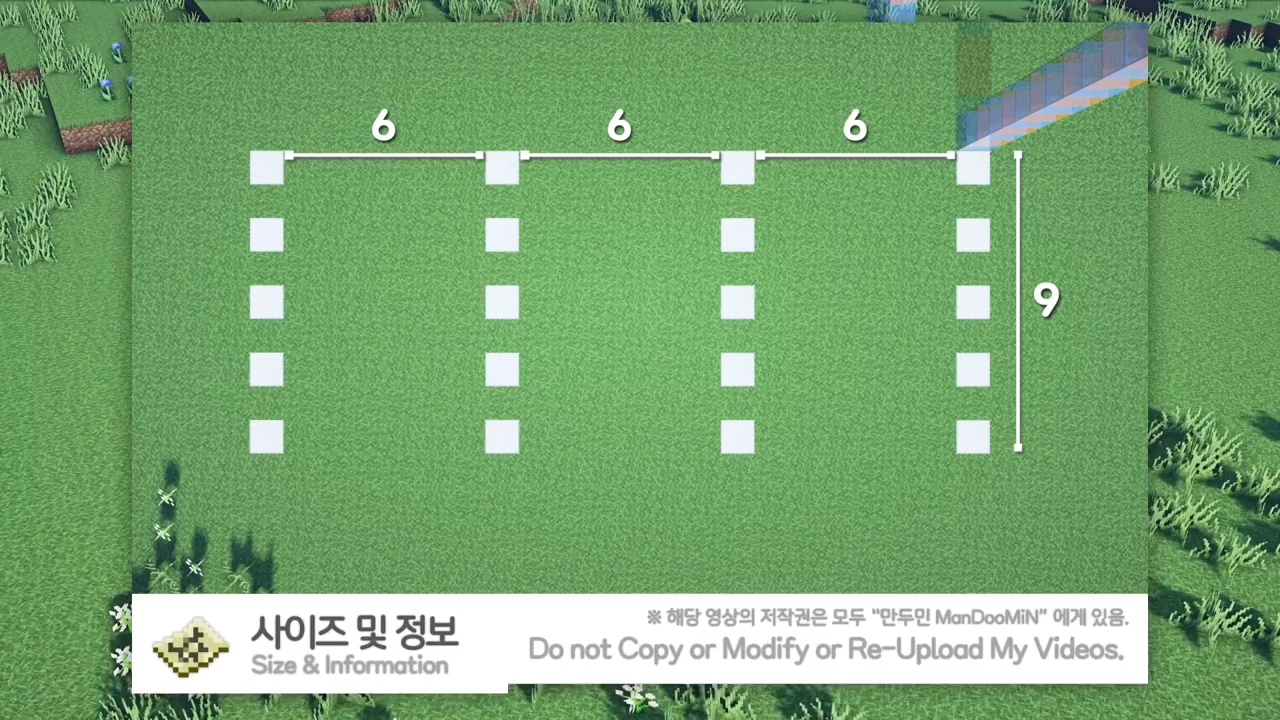 6 6 6
9
사이즈 및 정보
Size & Information
※ 해당 영상의 저작권은 모두 "만두민 ManDooMiN" 에게 있음.
Do not Copy or Modify or Re-Upload My Videos.